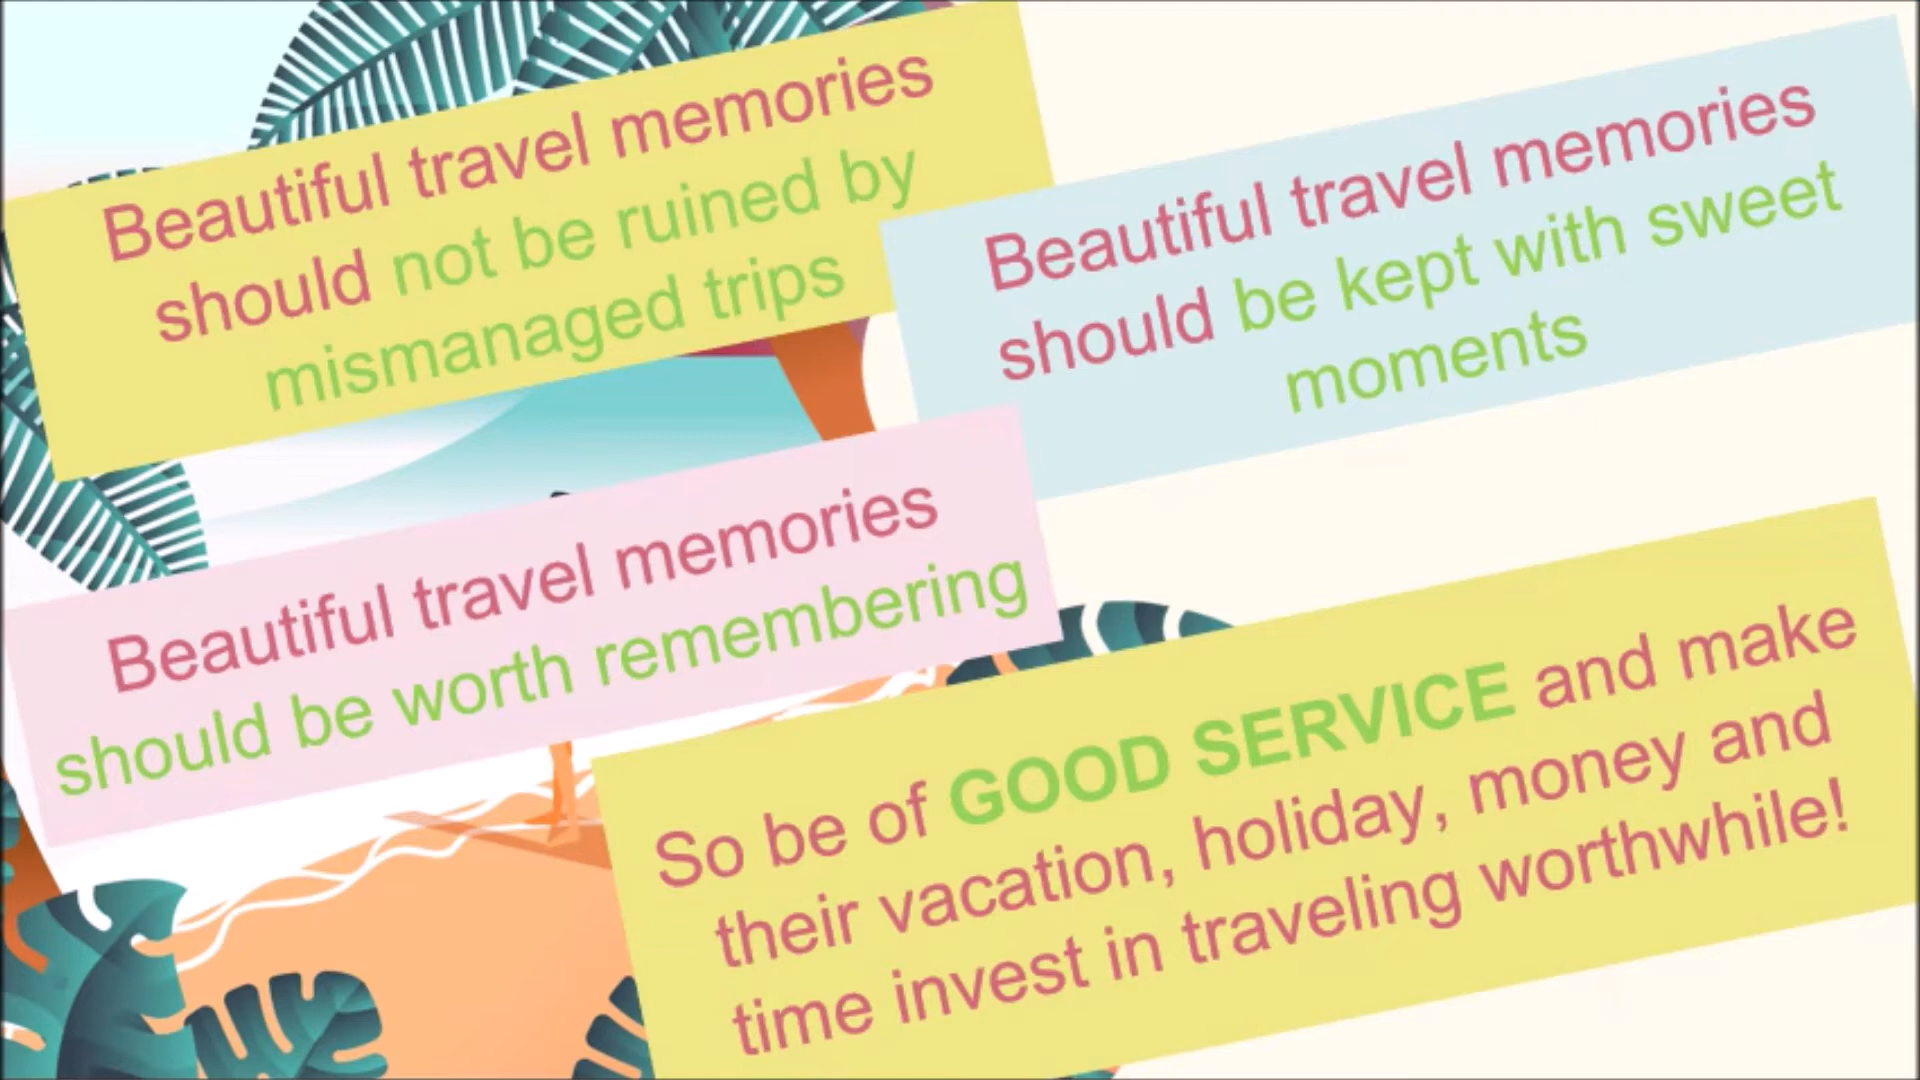 Beautiful travel memories
should not be ruined by
mismanaged trips
Beautiful travel memories
should be kept with sweet
moments
Beautiful travel memories
should be worth remembering
So be of GOOD SERVICE and make
their vacation, holiday, money and
time invest in traveling worthwhile!